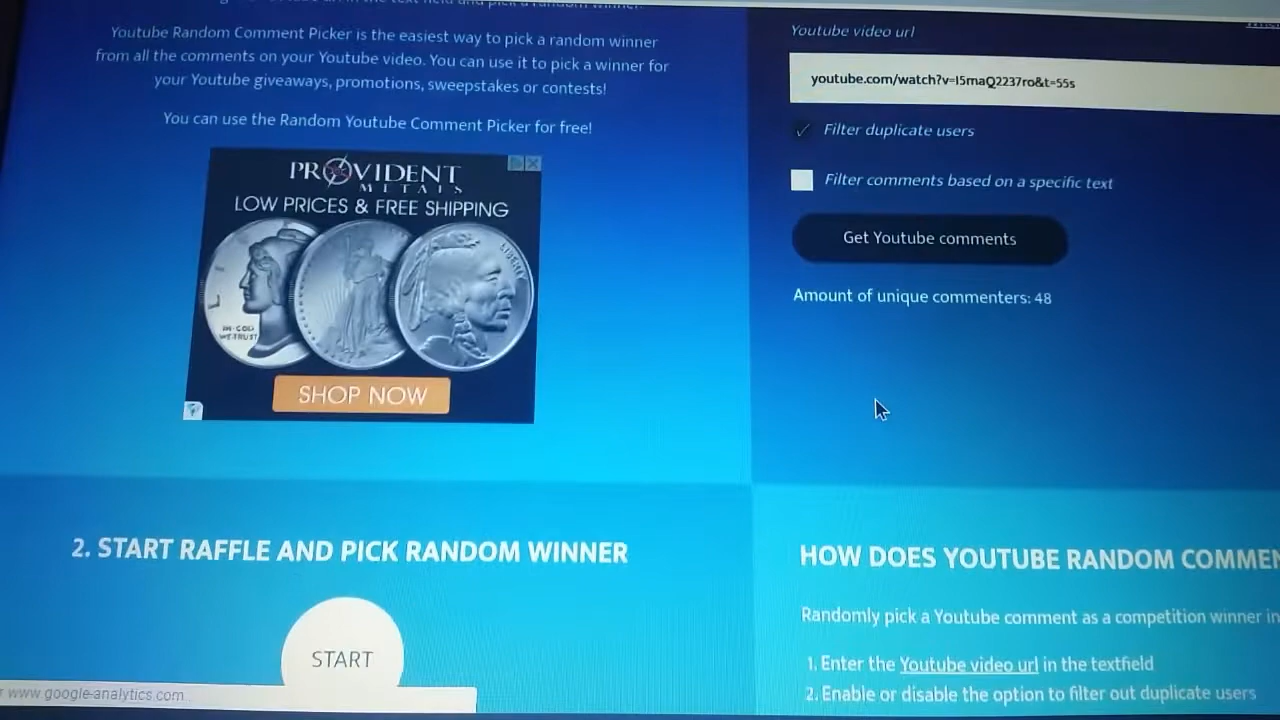 Youtube Random Comment Picker is the easiest way to pick a random winner
from all the comments on your Youtube video. You can use it to pick a winner for
your Youtube giveaways, promotions, sweepstakes or contests!
You can use the Random Youtube Comment Picker for free!
PROVIDENT
METALS
LOW PRICES & FREE SHIPPING
LIBERTY
IN GOD
WE TRUST
SHOP NOW
Youtube video url
youtube.com/watch?v=I5maQ2237ro&t=55s
Filter duplicate users
Filter comments based on a specific text
Get Youtube comments
Amount of unique commenters: 48
2. START RAFFLE AND PICK RANDOM WINNER
START
www.google-analytics.com...
HOW DOES YOUTUBE RANDOM COMMEN
Randomly pick a Youtube comment as a competition winner in
1. Enter the Youtube video url in the textfield
2. Enable or disable the option to filter out duplicate users